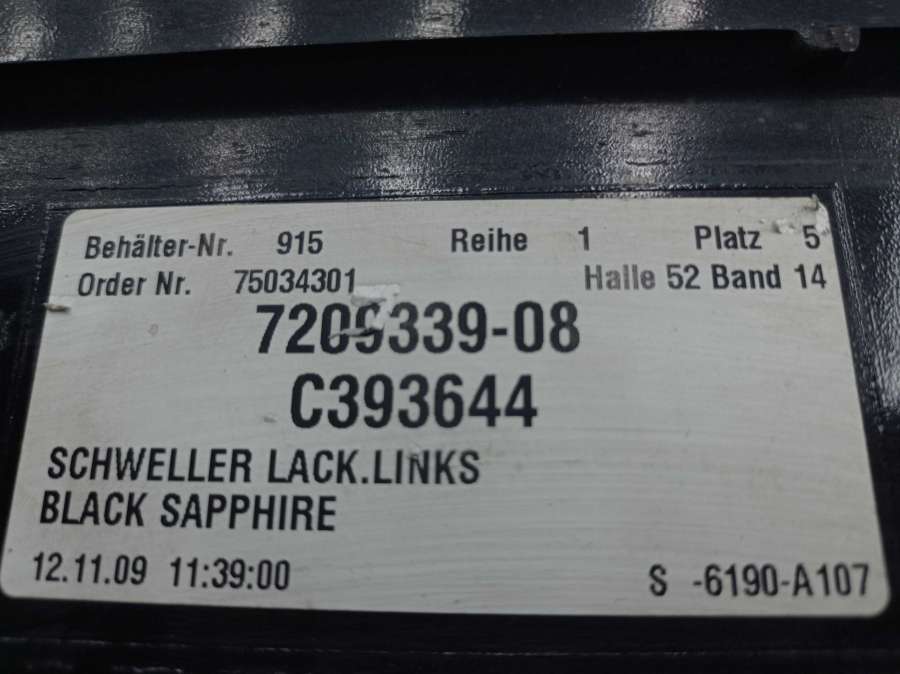 Behälter-Nr. 915 Reihe 1 Platz 5
Order Nr. 75034301 Halle 52 Band 14
7209339-08
C393644
SCHWELLER LACK.LINKS
BLACK SAPPHIRE
12.11.09 11:39:00 S -6190-A107